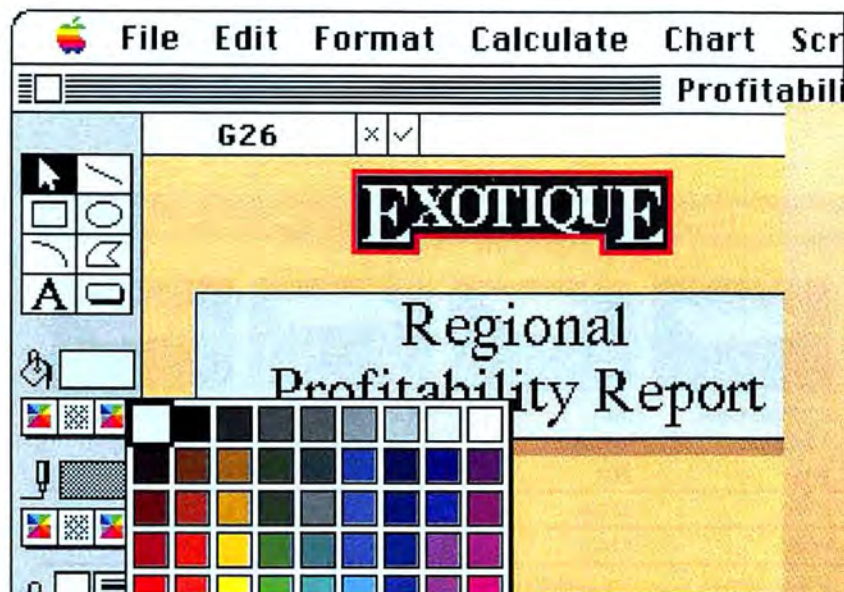 File Edit Format Calculate Chart Scr
Profitabili
G26
EXOTIQUE
A
Regional
Profitability Report